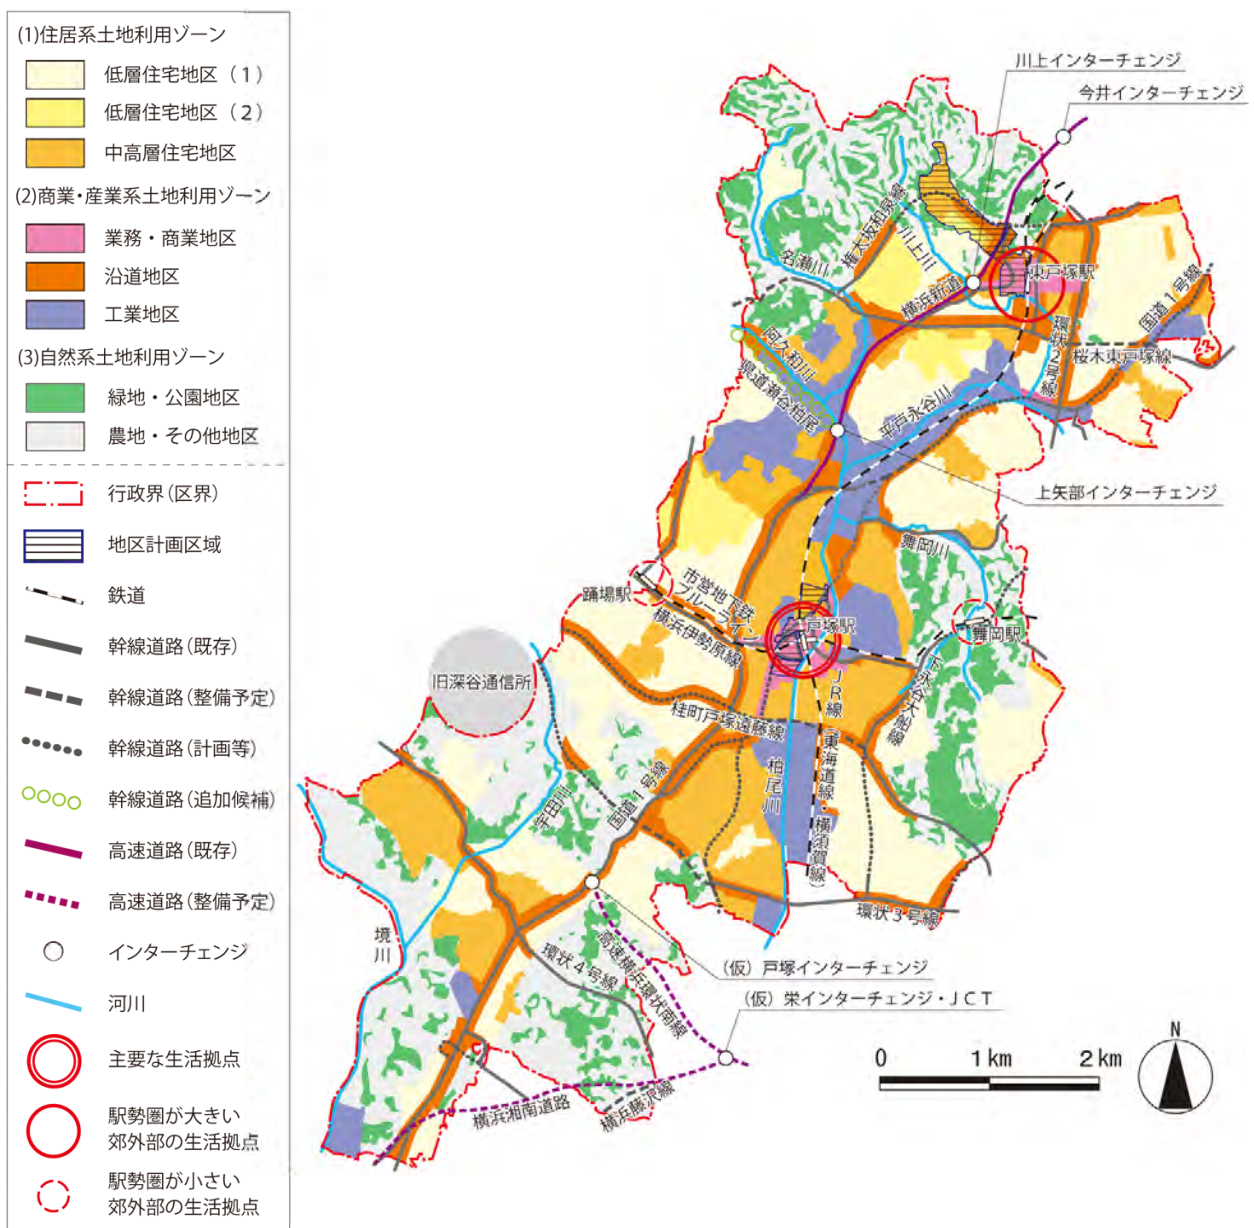 (1)住居系土地利用ゾーン
低層住宅地区（1）
低層住宅地区（2）
中高層住宅地区
(2)商業・産業系土地利用ゾーン
業務・商業地区
沿道地区
工業地区
(3)自然系土地利用ゾーン
緑地・公園地区
農地・その他地区
行政界（区界）
地区計画区域
鉄道
幹線道路（既存）
幹線道路（整備予定）
幹線道路（計画等）
幹線道路（追加候補）
高速道路（既存）
高速道路（整備予定）
インターチェンジ
河川
主要な生活拠点
駅勢圏が大きい
郊外部の生活拠点
駅勢圏が小さい
郊外部の生活拠点
川上インターチェンジ
今井インターチェンジ
権太坂和泉線
川上川
名瀬川
東戸塚駅
横浜新道
国道1号線
環状2号線
桜木東戸塚線
阿久和川
県道瀬谷柏尾
平戸永谷川
上矢部インターチェンジ
舞岡川
踊場駅
市営地下鉄
ブルーライン
横浜伊勢原線
戸塚駅
舞岡駅
下永谷大船線
旧深谷通信所
桂町戸塚遠藤線
JR線（東海道線・横須賀線）
柏尾川
国道1号線
宇田川
環状3号線
境川
環状4号線
高速横浜環状南線
（仮）戸塚インターチェンジ
（仮）栄インターチェンジ・JCT
横浜湘南道路
横浜藤沢線
0 1km 2km
N